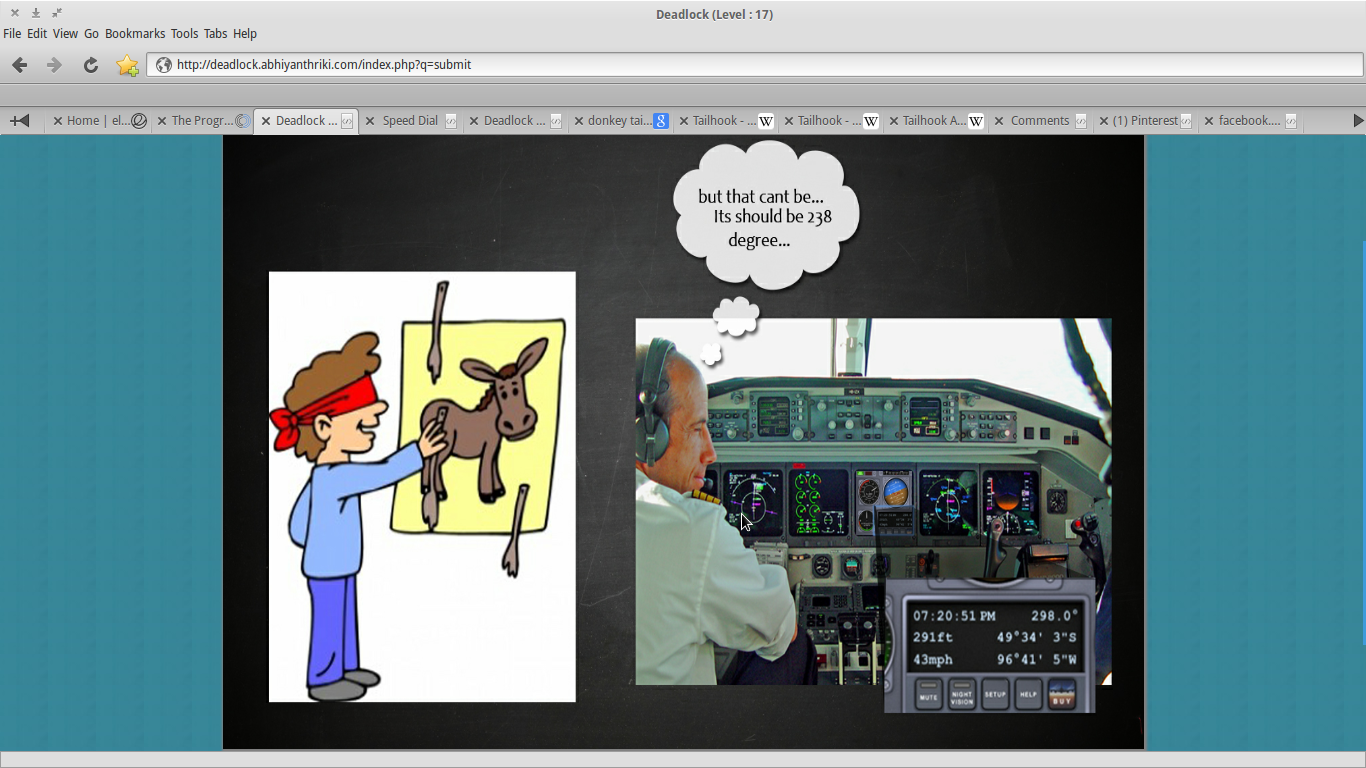 Deadlock (Level : 17)
File Edit View Go Bookmarks Tools Tabs Help
http://deadlock.abhiyanthriki.com/index.php?q=submit
Home | el... The Progr... Deadlock ... Speed Dial Deadlock ... donkey tai... Tailhook - ... Tailhook - ... Tailhook A... Comments (1) Pinterest facebook....
but that cant be...
Its should be 238
degree...
07:20:51 PM 298.0°
291ft 49°34' 3"S
43mph 96°41' 5"W
MUTE NIGHT VISION SETUP HELP BUY